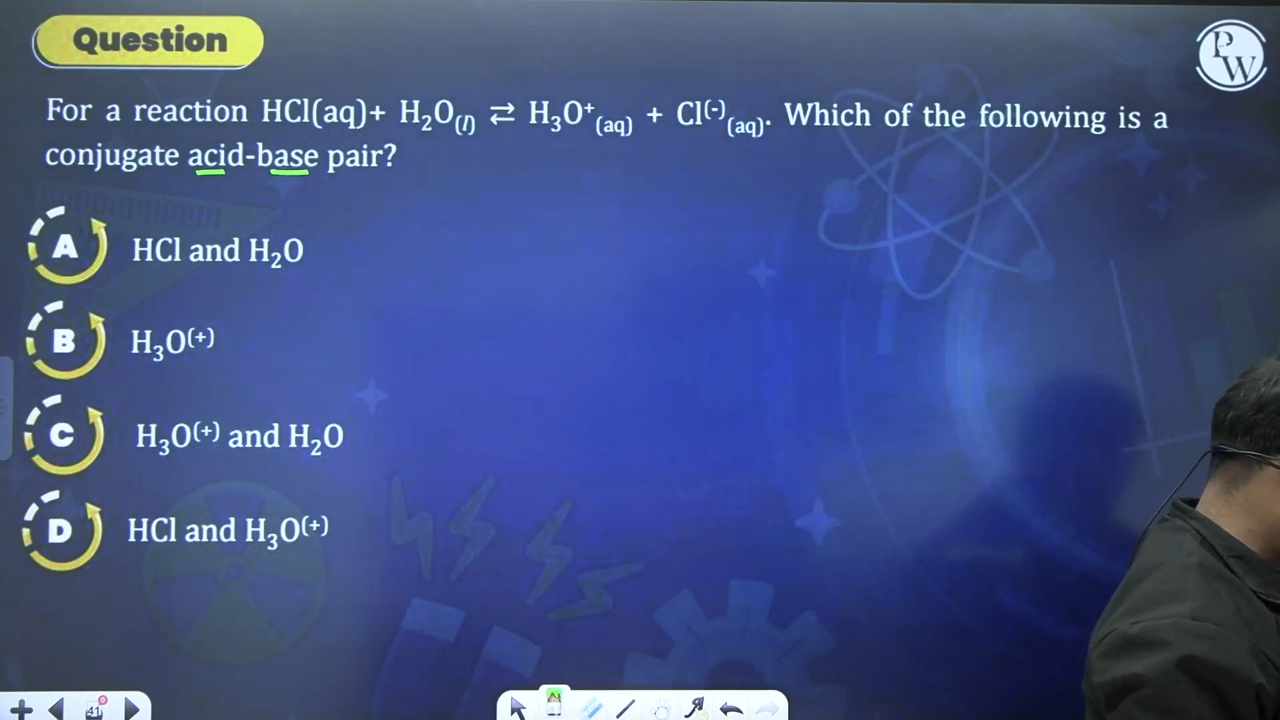 Question
PW
For a reaction HCl(aq)+ H₂O₍l₎ ⇄ H₃O⁺(aq) + Cl⁽⁻⁾(aq). Which of the following is a
conjugate acid-base pair?
A HCl and H₂O
B H₃O⁽⁺⁾
C H₃O⁽⁺⁾ and H₂O
D HCl and H₃O⁽⁺⁾
41